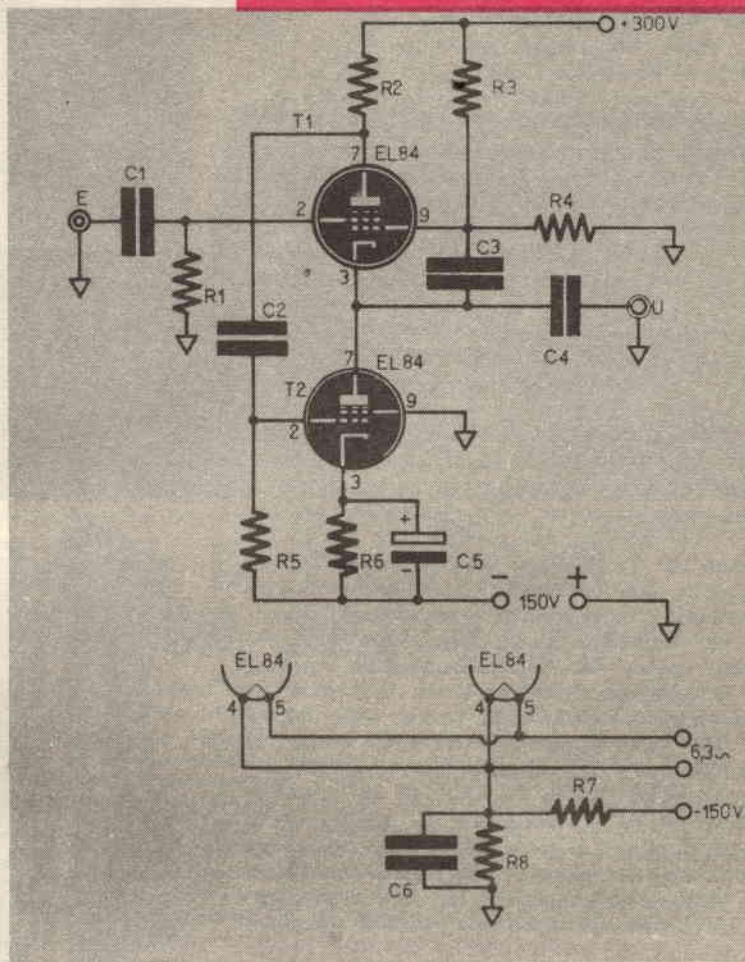 +300V
R2
R3
T1
7
EL84
C1
E
2
9
R4
R1
3
C3
C2
U
7
EL84
C4
T2
2
9
3
R5
R6
+
-
C5
- 150V +
EL84
EL84
4
5
4
5
6,3~
R7
-150V
C6
R8